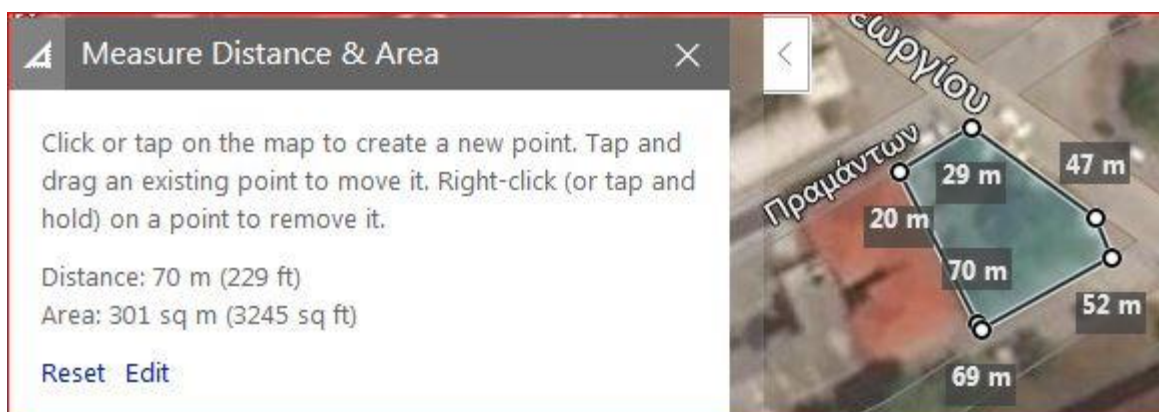 Measure Distance & Area
Click or tap on the map to create a new point. Tap and
drag an existing point to move it. Right-click (or tap and
hold) on a point to remove it.
Distance: 70 m (229 ft)
Area: 301 sq m (3245 sq ft)
Reset Edit
εωργίου
Πραμάντων
29 m
47 m
20 m
70 m
52 m
69 m